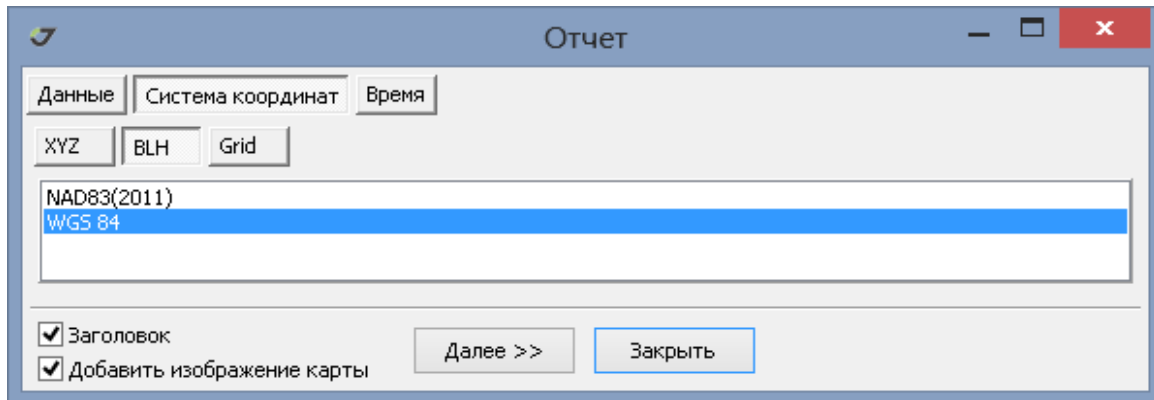 Отчет
Данные Система координат Время
XYZ BLH Grid
NAD83(2011)
WGS 84
Заголовок
Добавить изображение карты
Далее >> Закрыть